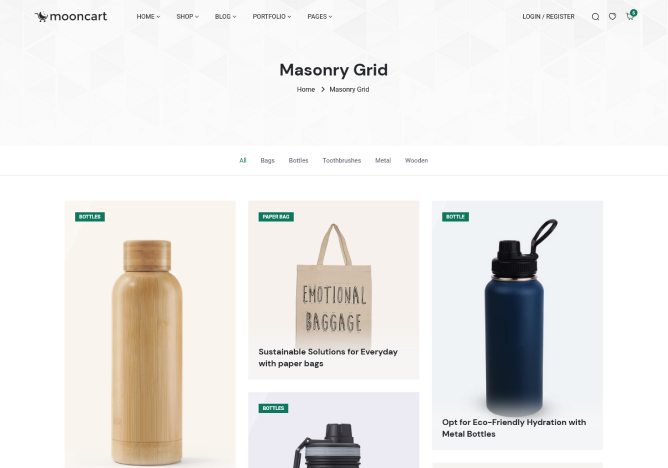 mooncart
HOME
SHOP
BLOG
PORTFOLIO
PAGES
LOGIN / REGISTER
0
Masonry Grid
Home > Masonry Grid
All
Bags
Bottles
Toothbrushes
Metal
Wooden
BOTTLES
PAPER BAG
EMOTIONAL
BAGGAGE
Sustainable Solutions for Everyday
with paper bags
BOTTLE
Opt for Eco-Friendly Hydration with
Metal Bottles
BOTTLES